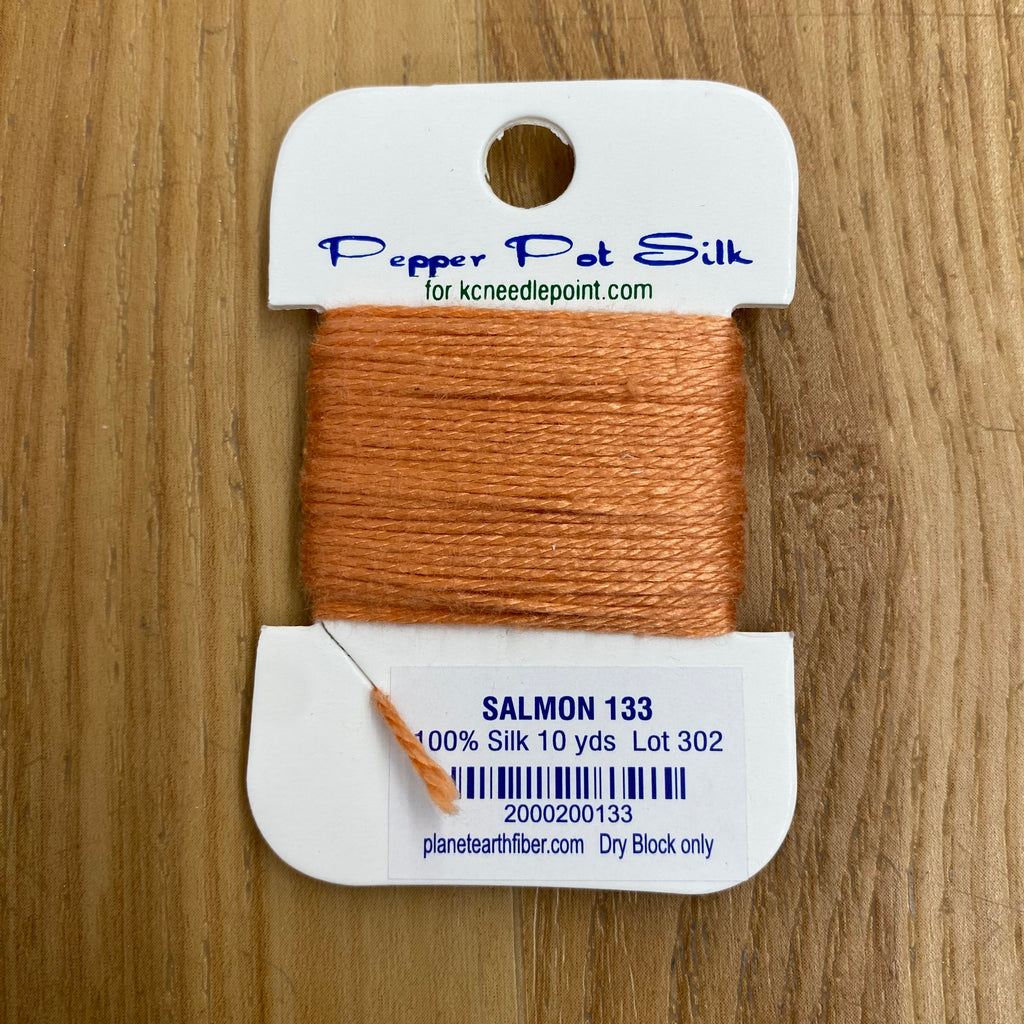 Pepper Pot Silk
for kcneedlepoint.com
SALMON 133
100% Silk 10 yds Lot 302
2000200133
planetearthfiber.com Dry Block only